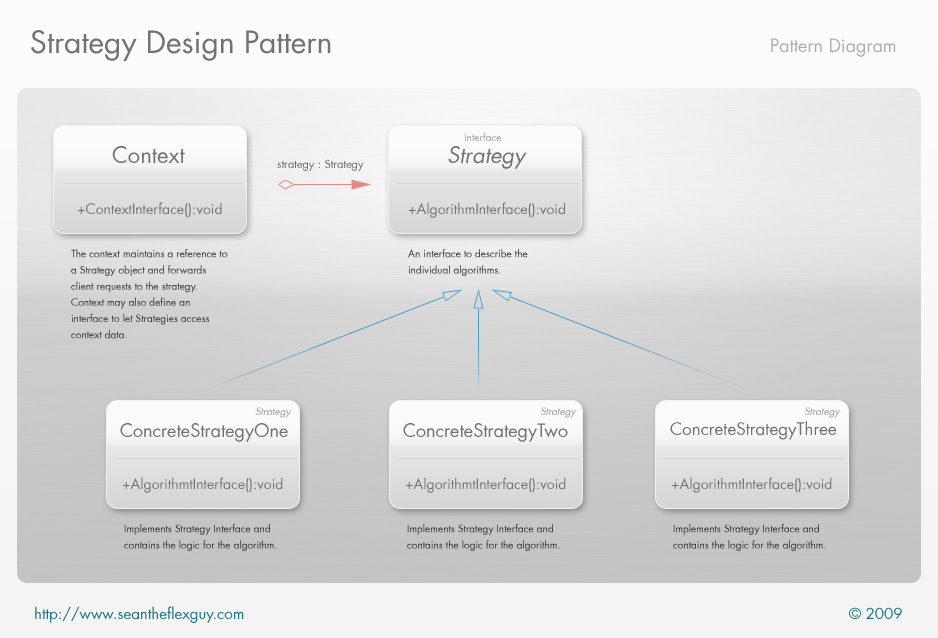 Strategy Design Pattern
Pattern Diagram
Context
+ContextInterface():void
strategy : Strategy
interface
Strategy
+AlgorithmInterface():void
The context maintains a reference to
a Strategy object and forwards
client requests to the strategy.
Context may also define an
interface to let Strategies access
context data.
An interface to describe the
individual algorithms.
Strategy
ConcreteStrategyOne
+AlgorithmtInterface():void
Implements Strategy Interface and
contains the logic for the algorithm.
Strategy
ConcreteStrategyTwo
+AlgorithmtInterface():void
Implements Strategy Interface and
contains the logic for the algorithm.
Strategy
ConcreteStrategyThree
+AlgorithmtInterface():void
Implements Strategy Interface and
contains the logic for the algorithm.
http://www.seantheflexguy.com
© 2009